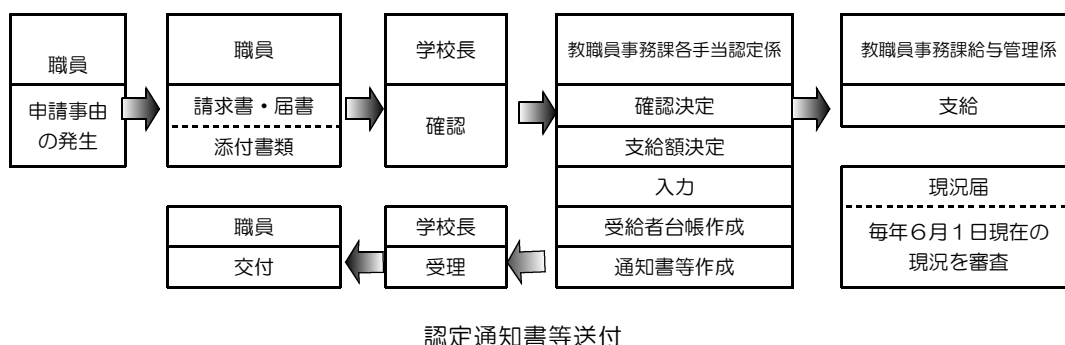 職員
申請事由
の発生
職員
請求書・届書
添付書類
学校長
確認
教職員事務課各手当認定係
確認決定
支給額決定
入力
受給者台帳作成
通知書等作成
教職員事務課給与管理係
支給
現況届
毎年６月１日現在の
現況を審査
職員
交付
学校長
受理
認定通知書等送付